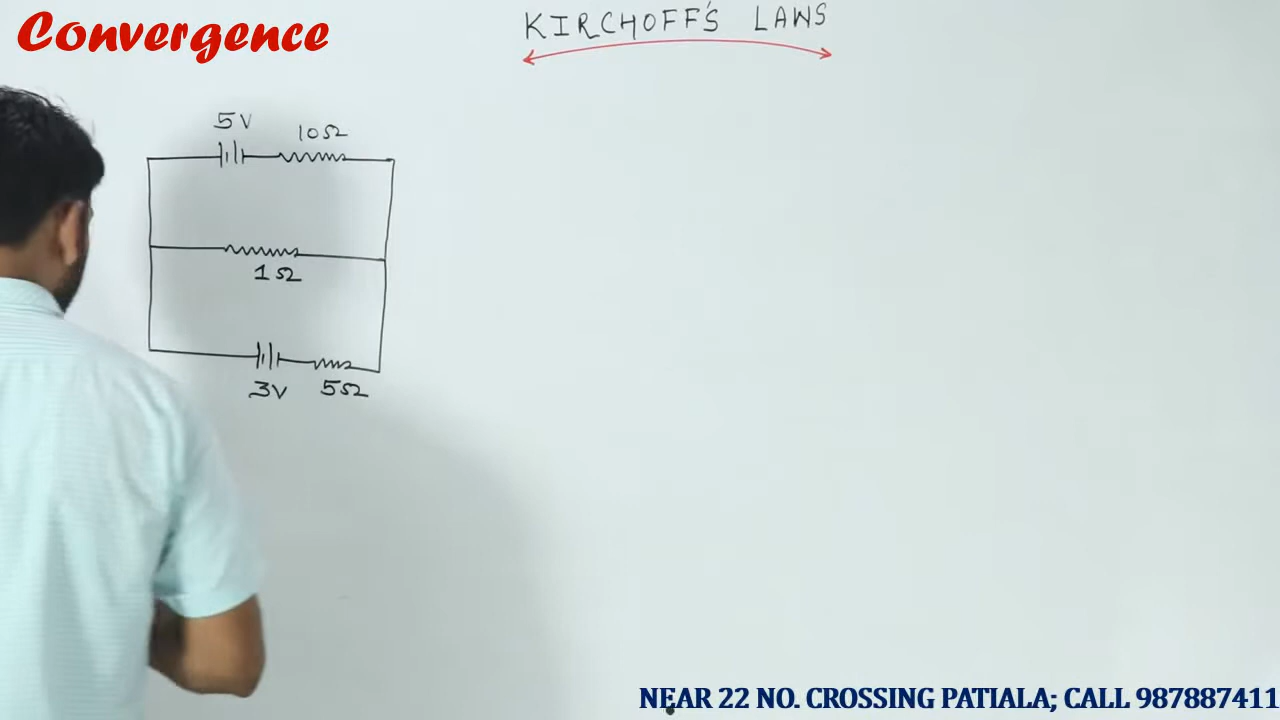 Convergence
KIRCHOFF'S LAWS
5V
10Ω
1Ω
3V 5Ω
NEAR 22 NO. CROSSING PATIALA; CALL 987887411